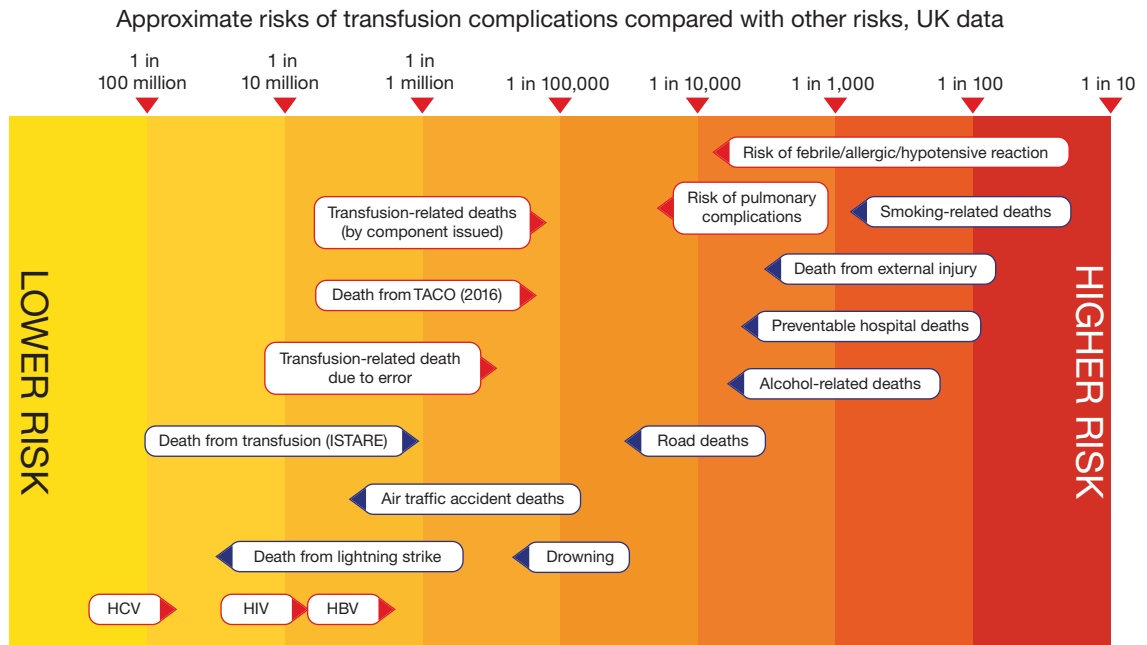 Approximate risks of transfusion complications compared with other risks, UK data
1 in
100 million
1 in
10 million
1 in
1 million
1 in 100,000
1 in 10,000
1 in 1,000
1 in 100
1 in 10
LOWER RISK
HIGHER RISK
Risk of febrile/allergic/hypotensive reaction
Transfusion-related deaths
(by component issued)
Risk of pulmonary
complications
Smoking-related deaths
Death from external injury
Death from TACO (2016)
Preventable hospital deaths
Transfusion-related death
due to error
Alcohol-related deaths
Death from transfusion (ISTARE)
Road deaths
Air traffic accident deaths
Death from lightning strike
Drowning
HCV
HIV
HBV